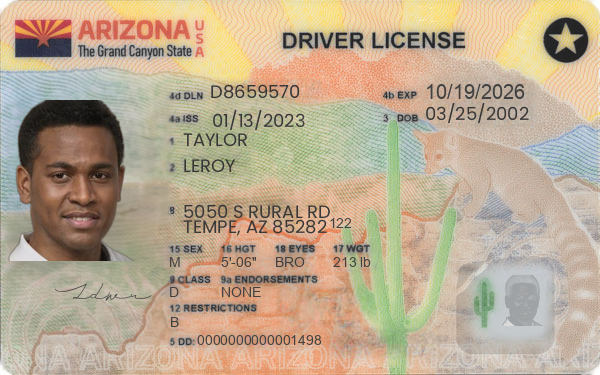 ARIZONA USA
The Grand Canyon State
DRIVER LICENSE
4d DLN D8659570 4b EXP 10/19/2026
4a ISS 01/13/2023 3 DOB 03/25/2002
1 TAYLOR
2 LEROY
8 5050 S RURAL RD
TEMPE, AZ 85282 122
15 SEX 16 HGT 18 EYES 17 WGT
M 5'-06" BRO 213 lb
9 CLASS 9a ENDORSEMENTS
D NONE
12 RESTRICTIONS
B
5 DD: 0000000000001498
ARIZONA ARIZONA ARIZONA ARIZONA